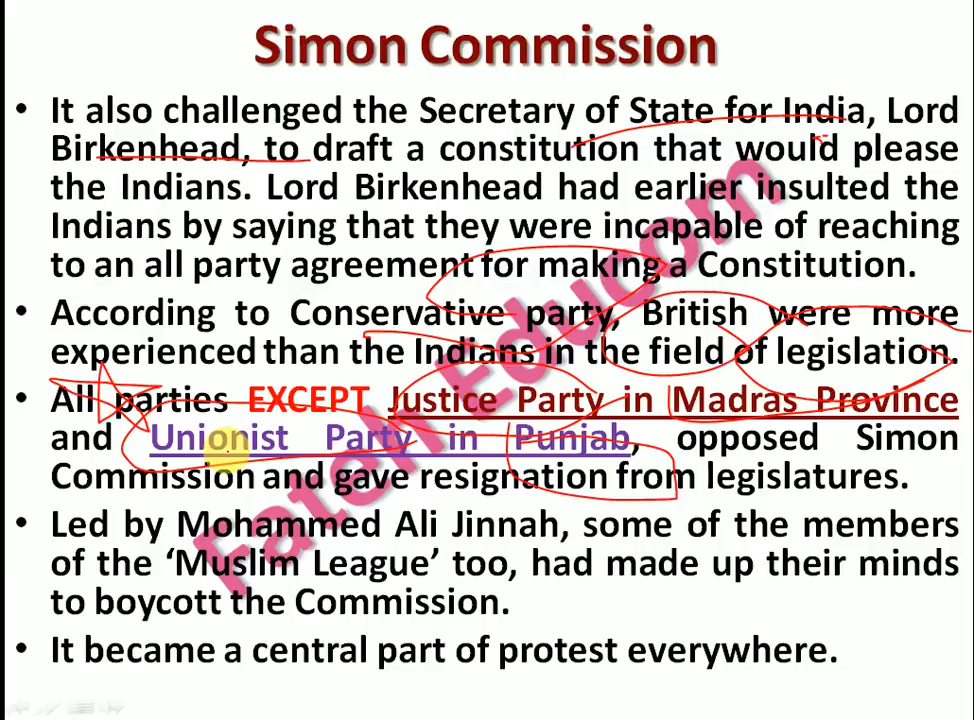 Simon Commission
• It also challenged the Secretary of State for India, Lord
Birkenhead, to draft a constitution that would please
the Indians. Lord Birkenhead had earlier insulted the
Indians by saying that they were incapable of reaching
to an all party agreement for making a Constitution.
• According to Conservative party, British were more
experienced than the Indians in the field of legislation.
• All parties EXCEPT Justice Party in Madras Province
and Unionist Party in Punjab, opposed Simon
Commission and gave resignation from legislatures.
• Led by Mohammed Ali Jinnah, some of the members
of the ‘Muslim League’ too, had made up their minds
to boycott the Commission.
• It became a central part of protest everywhere.
Fateh Educom